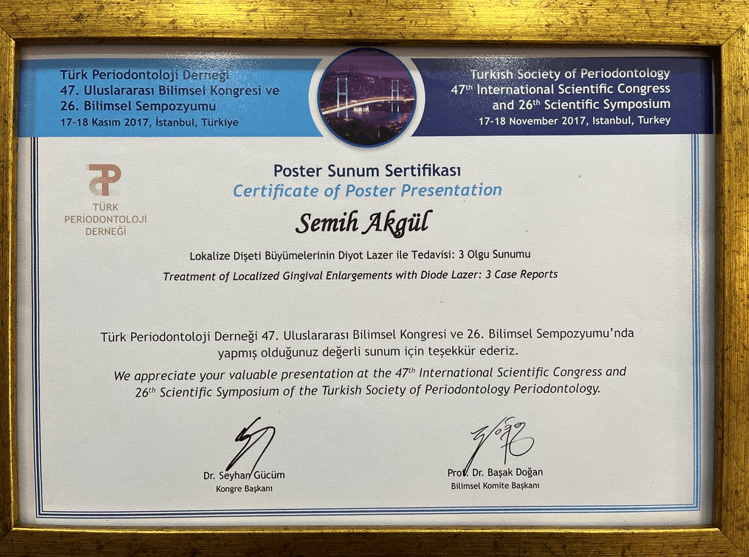 Türk Periodontoloji Derneği
47. Uluslararası Bilimsel Kongresi ve
26. Bilimsel Sempozyumu
17-18 Kasım 2017, İstanbul, Türkiye
Turkish Society of Periodontology
47th International Scientific Congress
and 26th Scientific Symposium
17-18 November 2017, Istanbul, Turkey
TÜRK
PERİODONTOLOJİ
DERNEĞİ
Poster Sunum Sertifikası
Certificate of Poster Presentation
Semih Akgül
Lokalize Dişeti Büyümelerinin Diyot Lazer ile Tedavisi: 3 Olgu Sunumu
Treatment of Localized Gingival Enlargements with Diode Lazer: 3 Case Reports
Türk Periodontoloji Derneği 47. Uluslararası Bilimsel Kongresi ve 26. Bilimsel Sempozyumu'nda
yapmış olduğunuz değerli sunum için teşekkür ederiz.
We appreciate your valuable presentation at the 47th International Scientific Congress and
26th Scientific Symposium of the Turkish Society of Periodontology Periodontology.
Dr. Seyhan Gücüm
Kongre Başkanı
Prof. Dr. Başak Doğan
Bilimsel Komite Başkanı